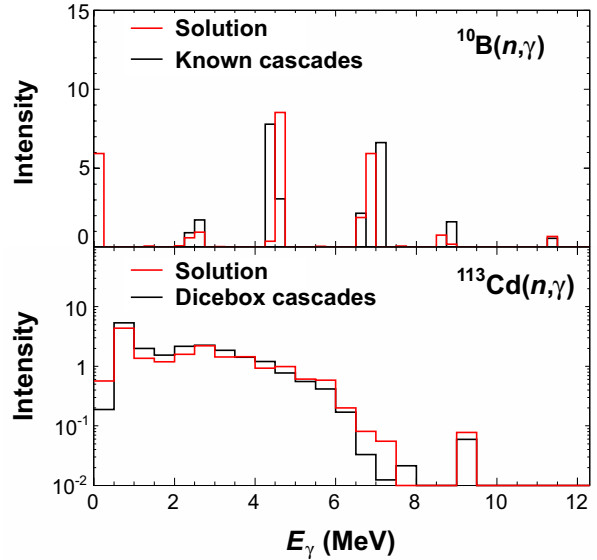 15
Solution
Known cascades
¹⁰B(n,γ)
10
Intensity
5
0
Solution
Dicebox cascades
¹¹³Cd(n,γ)
10
Intensity
1
10⁻¹
10⁻²
0 2 4 6 8 10 12
Eγ (MeV)